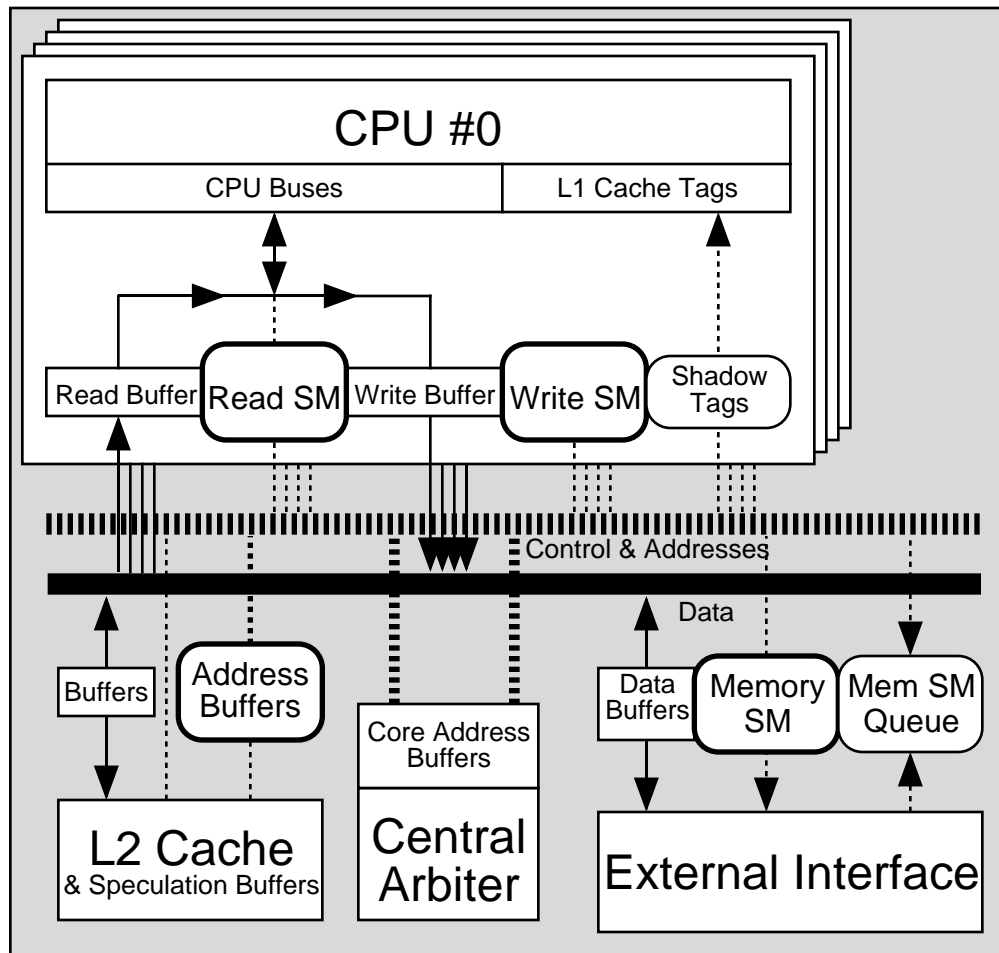 CPU #0
CPU Buses
L1 Cache Tags
Read Buffer
Read SM
Write Buffer
Write SM
Shadow
Tags
Control & Addresses
Data
Buffers
Address
Buffers
Core Address
Buffers
Data
Buffers
Memory
SM
Mem SM
Queue
L2 Cache
& Speculation Buffers
Central
Arbiter
External Interface